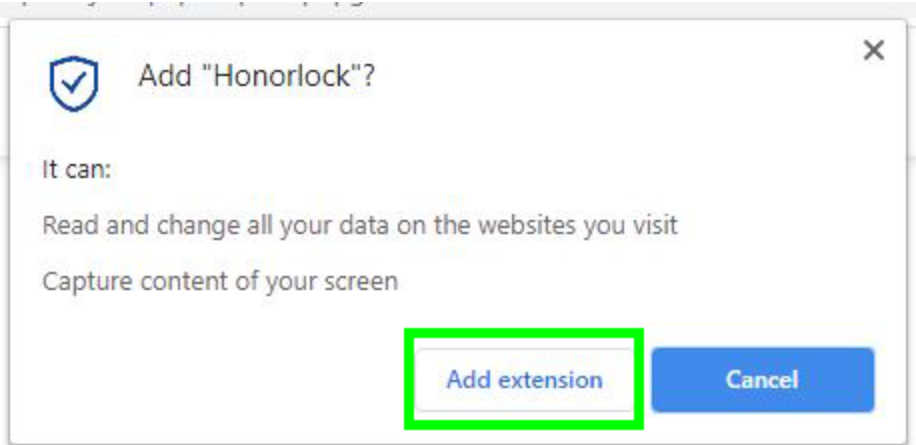 Add "Honorlock"?
It can:
Read and change all your data on the websites you visit
Capture content of your screen
Add extension
Cancel